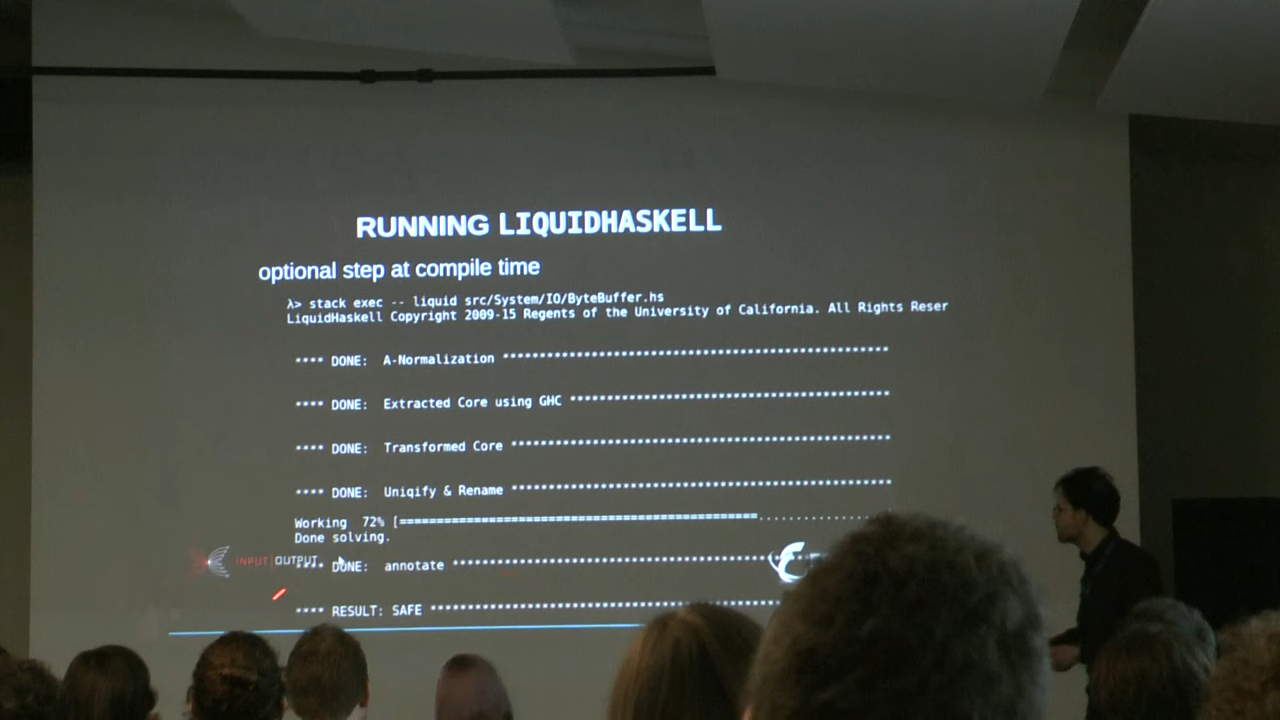 RUNNING LIQUIDHASKELL
optional step at compile time
λ> stack exec -- liquid src/System/IO/ByteBuffer.hs
LiquidHaskell Copyright 2009-15 Regents of the University of California. All Rights Reser
**** DONE:  A-Normalization ****************************************************
**** DONE:  Extracted Core using GHC *******************************************
**** DONE:  Transformed Core ***************************************************
**** DONE:  Uniqify & Rename ***************************************************
Working  72% [================================================..................
Done solving.
INPUT OUTPUT
**** DONE:  annotate ***********************************************************
**** RESULT: SAFE **************************************************************